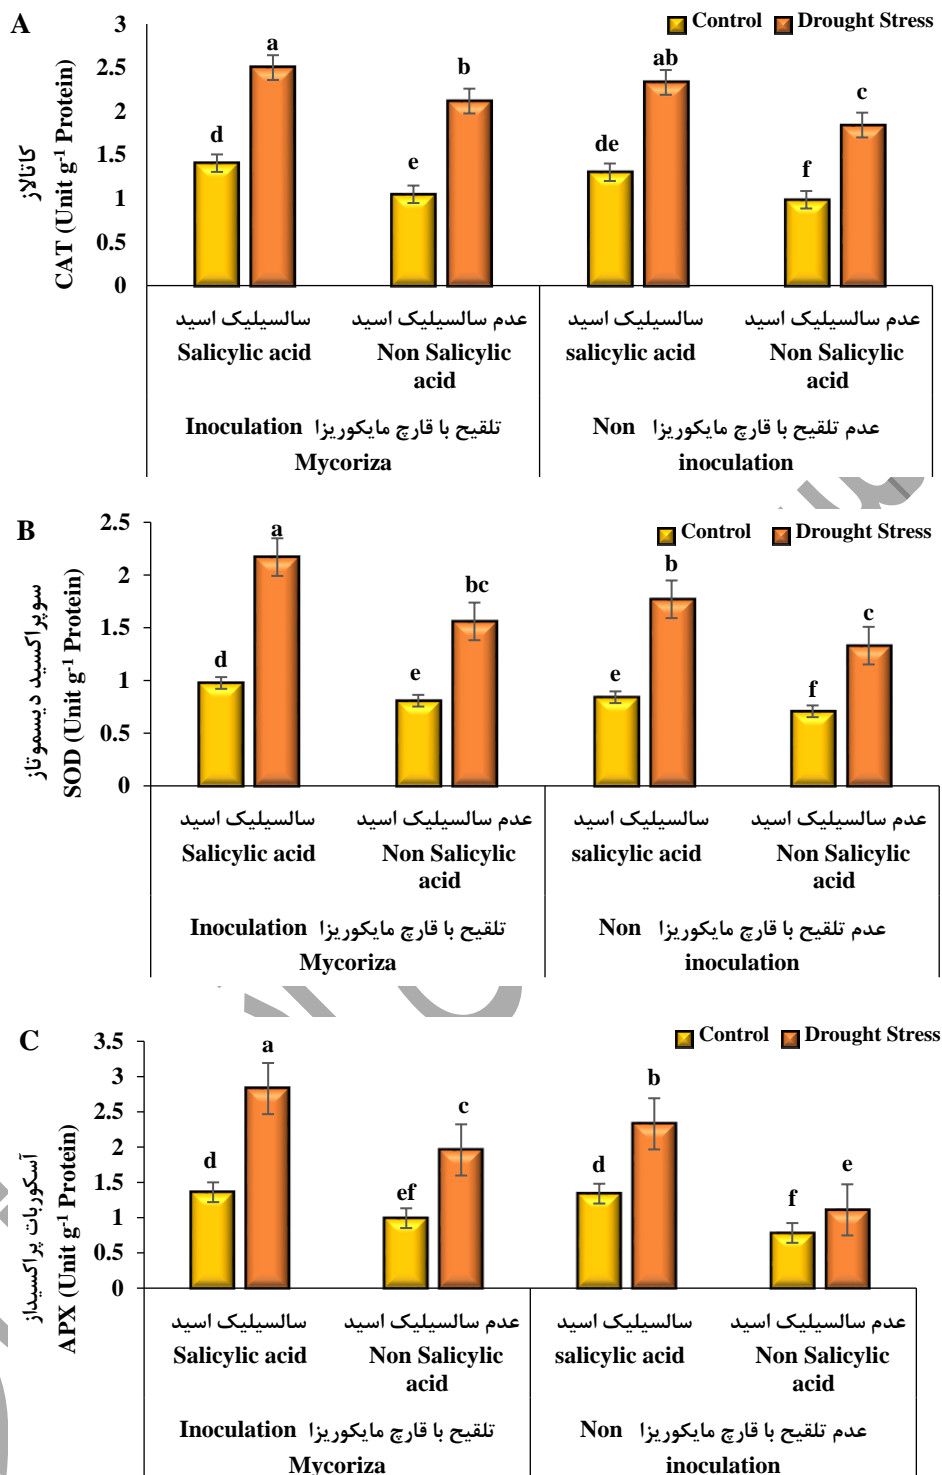 A
Control Drought Stress
کاتالاز
CAT (Unit g⁻¹ Protein)
3
2.5
2
1.5
1
0.5
0
d a e b de ab f c
سالسیلیک اسید عدم سالسیلیک اسید سالسیلیک اسید عدم سالسیلیک اسید
Salicylic acid Non Salicylic salicylic acid Non Salicylic
acid acid
Inoculation تلقیح با قارچ مایکوریزا Non عدم تلقیح با قارچ مایکوریزا
Mycoriza inoculation
B
Control Drought Stress
سوپراکسید دیسموتاز
SOD (Unit g⁻¹ Protein)
2.5
2
1.5
1
0.5
0
d a e bc e b f c
سالسیلیک اسید عدم سالسیلیک اسید سالسیلیک اسید عدم سالسیلیک اسید
Salicylic acid Non Salicylic salicylic acid Non Salicylic
acid acid
Inoculation تلقیح با قارچ مایکوریزا Non عدم تلقیح با قارچ مایکوریزا
Mycoriza inoculation
C
Control Drought Stress
آسکوربات پراکسیداز
APX (Unit g⁻¹ Protein)
3.5
3
2.5
2
1.5
1
0.5
0
d a ef c d b f e
سالسیلیک اسید عدم سالسیلیک اسید سالسیلیک اسید عدم سالسیلیک اسید
Salicylic acid Non Salicylic salicylic acid Non Salicylic
acid acid
Inoculation تلقیح با قارچ مایکوریزا Non عدم تلقیح با قارچ مایکوریزا
Mycoriza inoculation